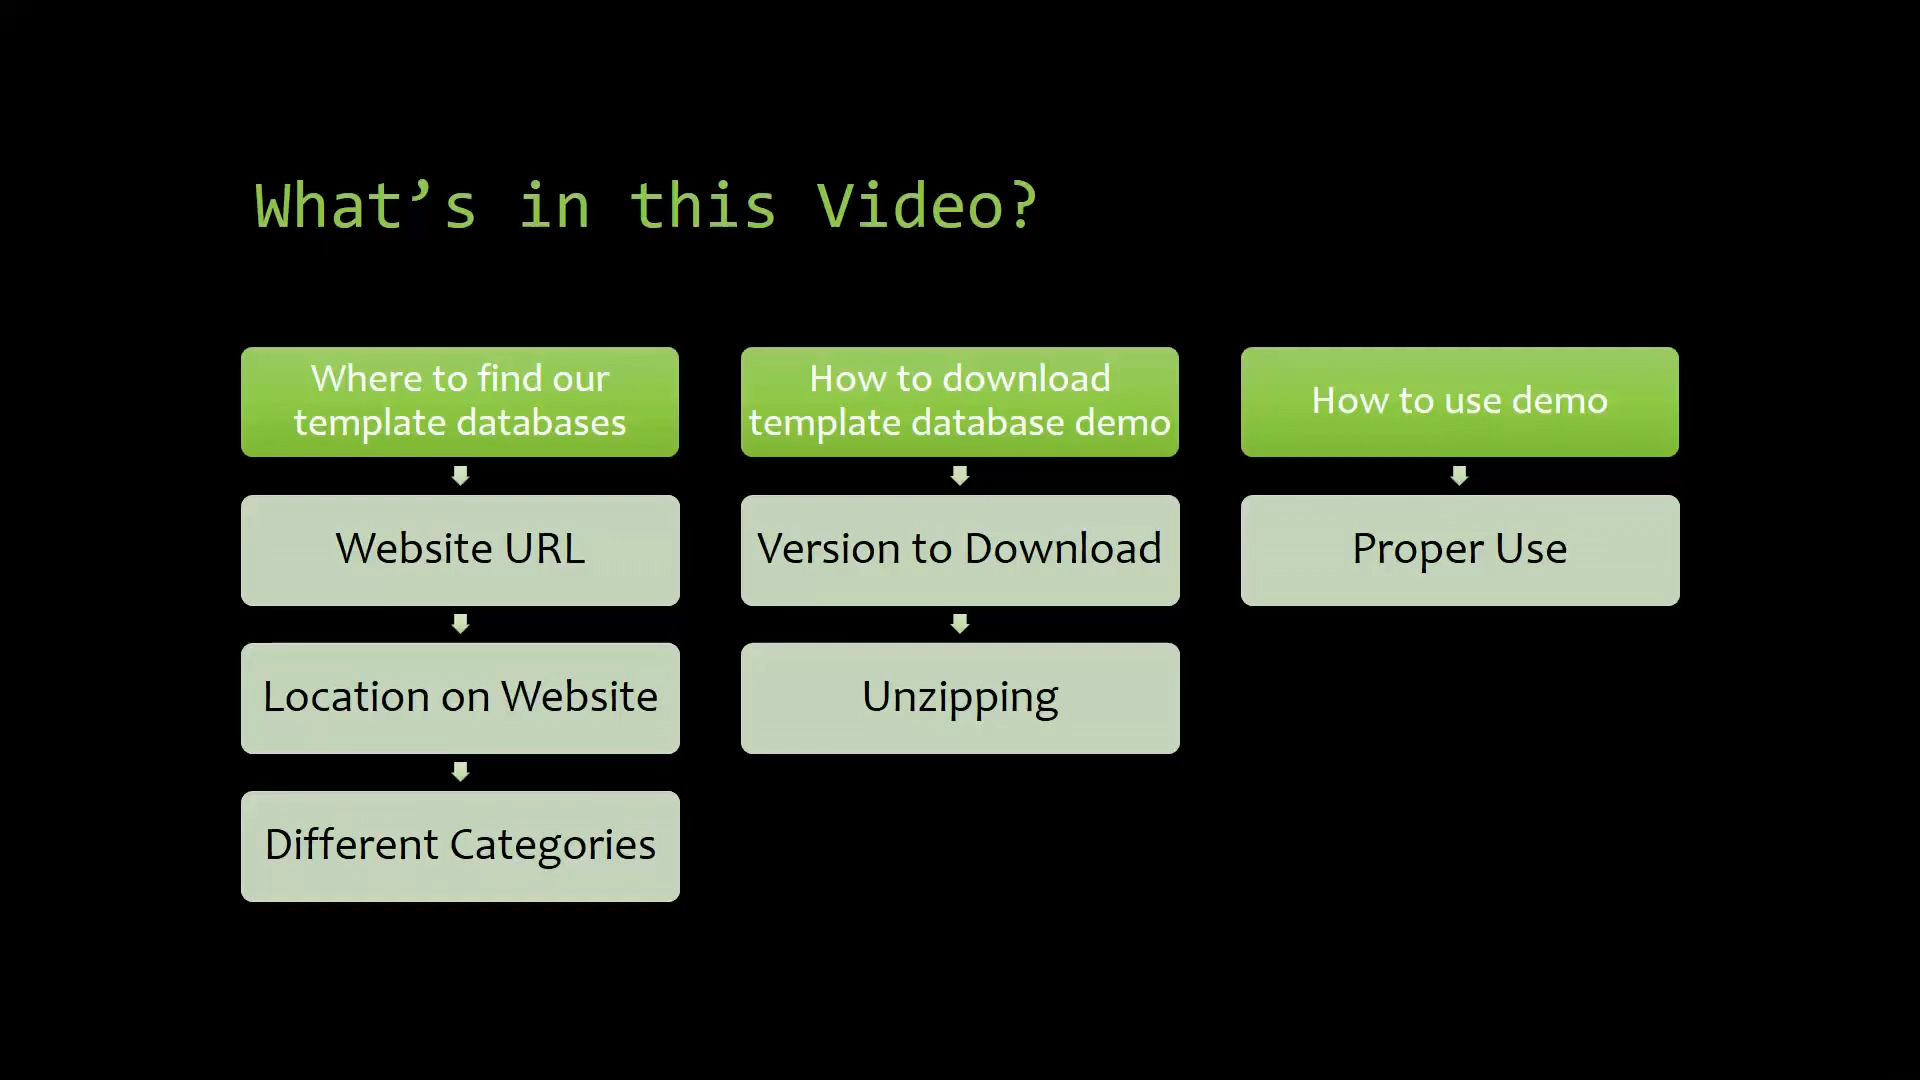 What’s in this Video?
Where to find our
template databases
Website URL
Location on Website
Different Categories
How to download
template database demo
Version to Download
Unzipping
How to use demo
Proper Use